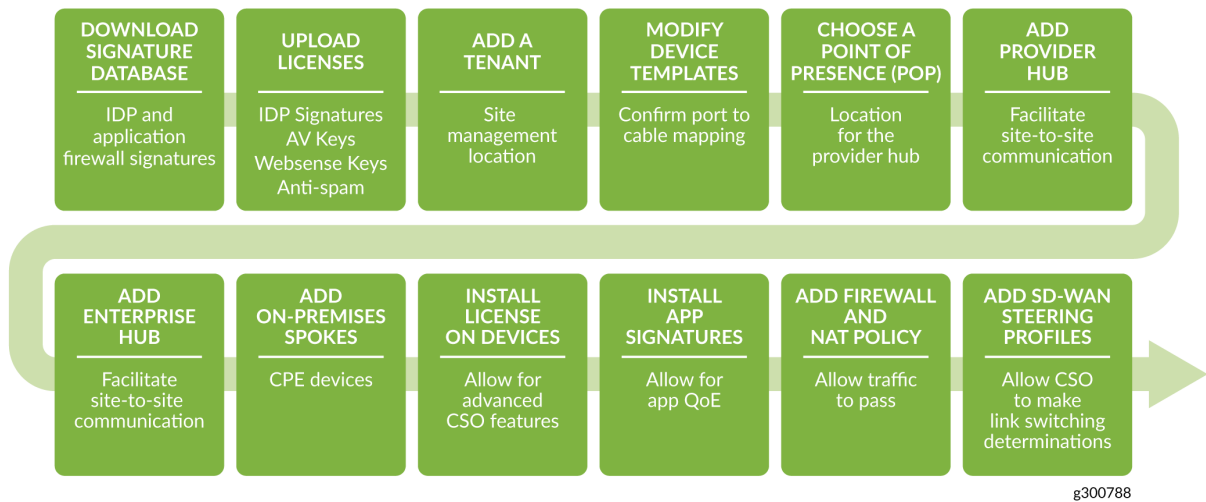 DOWNLOAD
SIGNATURE
DATABASE
IDP and
application
firewall signatures
UPLOAD
LICENSES
IDP Signatures
AV Keys
Websense Keys
Anti-spam
ADD A
TENANT
Site
management
location
MODIFY
DEVICE
TEMPLATES
Confirm port to
cable mapping
CHOOSE A
POINT OF
PRESENCE (POP)
Location
for the
provider hub
ADD
PROVIDER
HUB
Facilitate
site-to-site
communication
ADD
ENTERPRISE
HUB
Facilitate
site-to-site
communication
ADD
ON-PREMISES
SPOKES
CPE devices
INSTALL
LICENSE
ON DEVICES
Allow for
advanced
CSO features
INSTALL
APP
SIGNATURES
Allow for
app QoE
ADD FIREWALL
AND
NAT POLICY
Allow traffic
to pass
ADD SD-WAN
STEERING
PROFILES
Allow CSO
to make
link switching
determinations
g300788